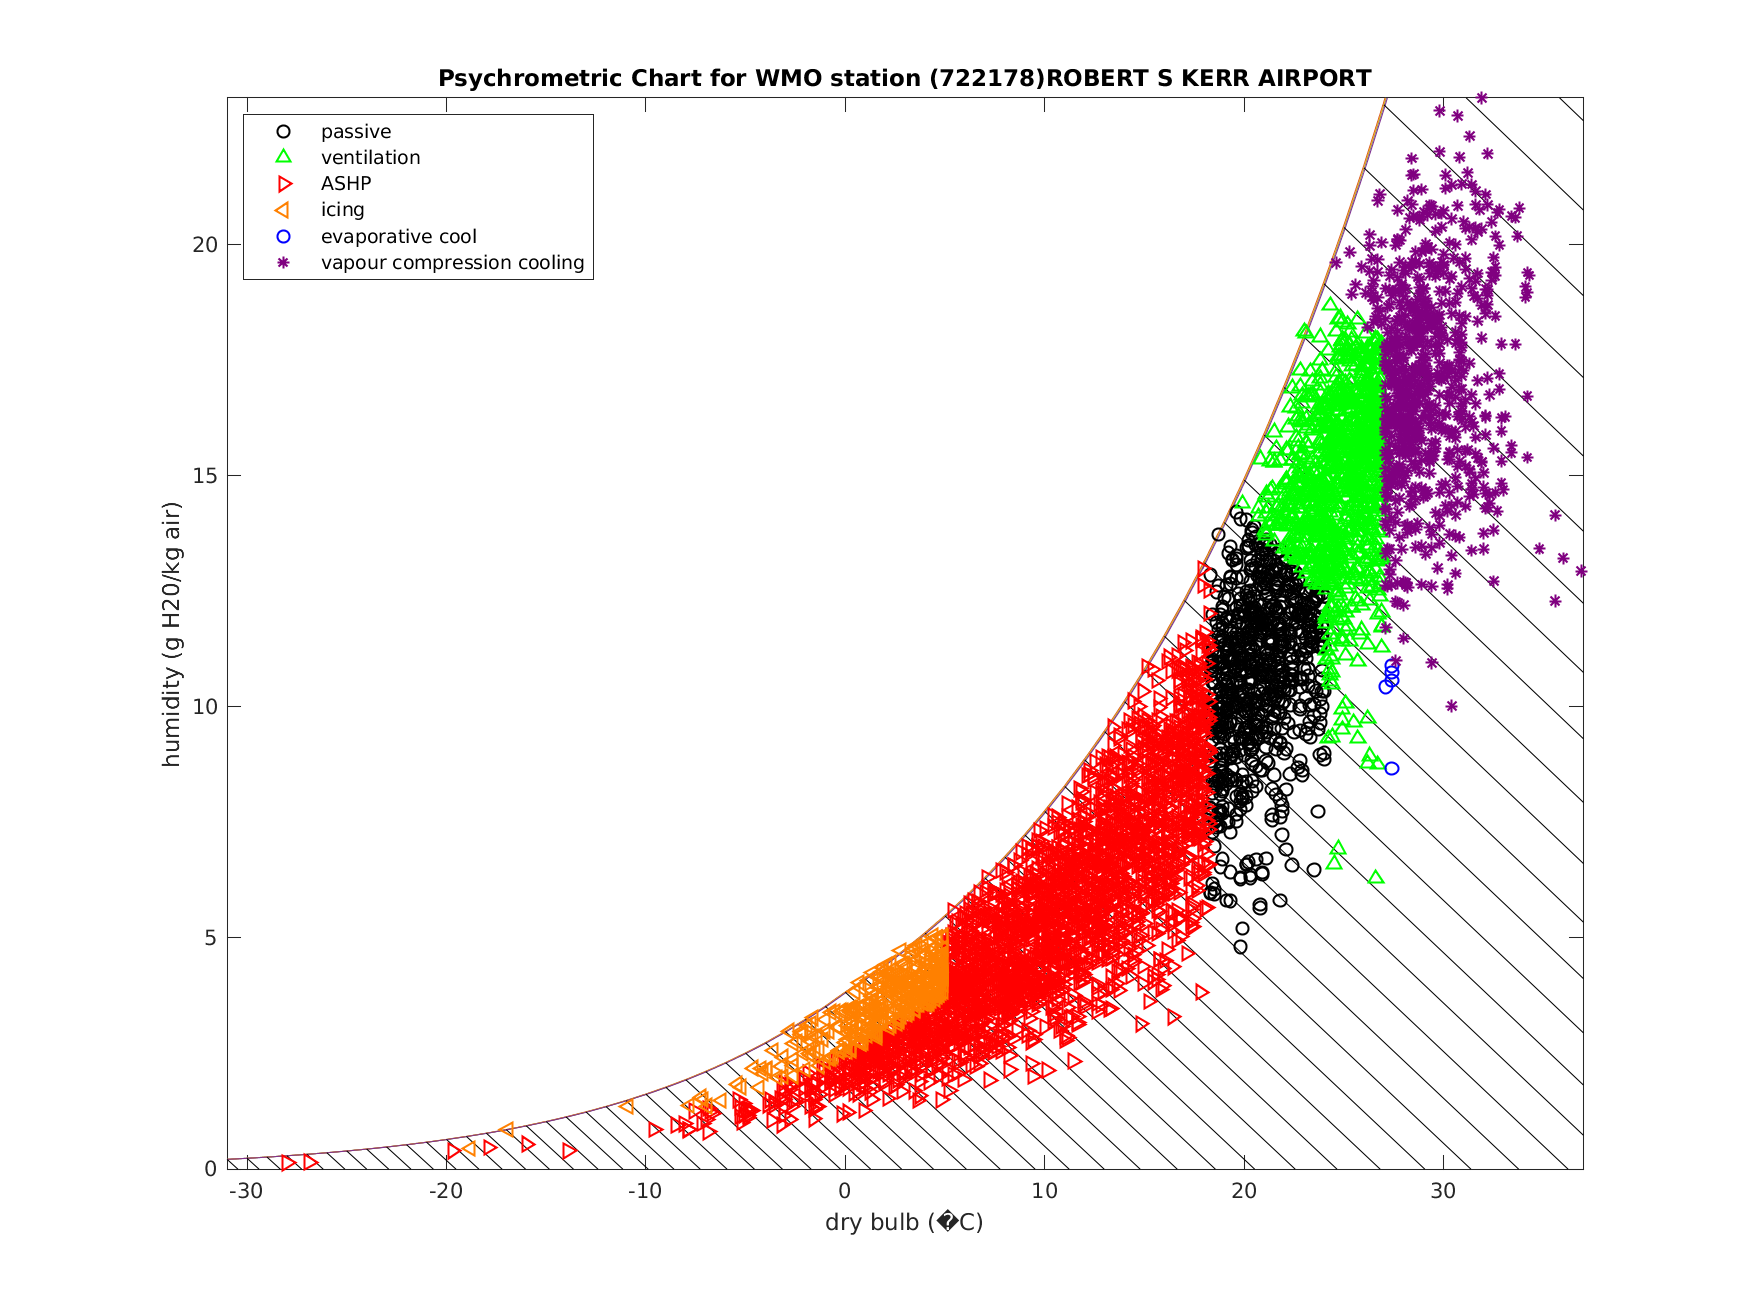 Psychrometric Chart for WMO station (722178)ROBERT S KERR AIRPORT
passive
ventilation
ASHP
icing
evaporative cool
vapour compression cooling
20
15
10
5
0
humidity (g H20/kg air)
-30 -20 -10 0 10 20 30
dry bulb (�C)